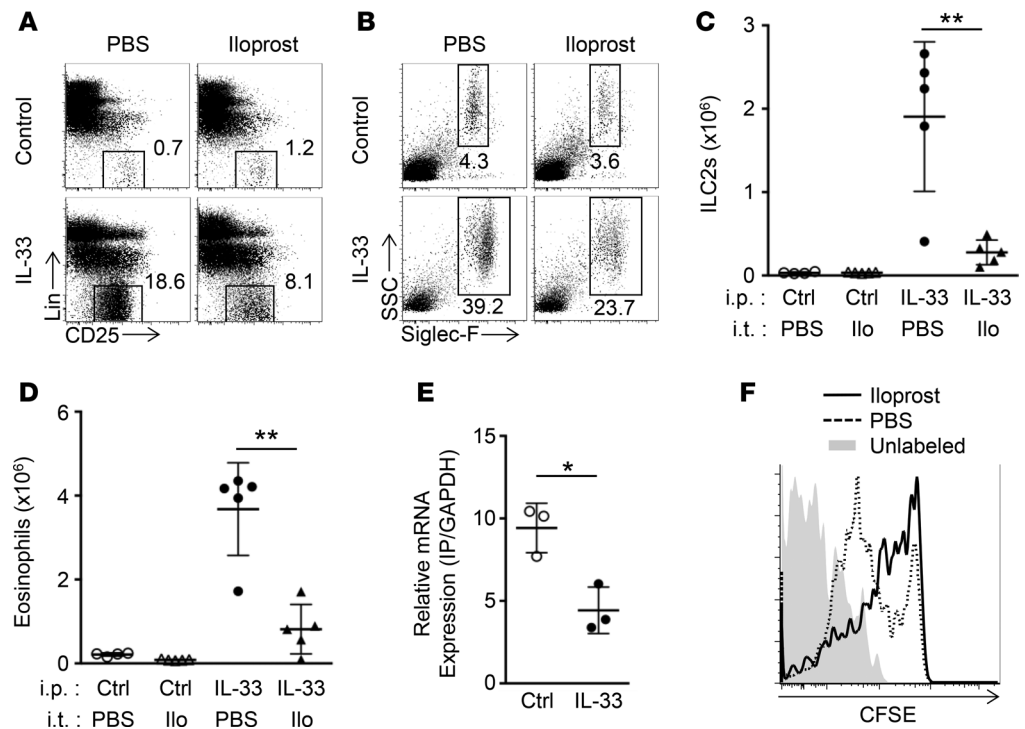 A
PBS
Iloprost
Control
0.7
1.2
IL-33
Lin
18.6
8.1
CD25
B
PBS
Iloprost
Control
4.3
3.6
IL-33
SSC
39.2
23.7
Siglec-F
C
ILC2s (x10⁶)
3
2
1
0
**
i.p. : Ctrl Ctrl IL-33 IL-33
i.t. : PBS Ilo PBS Ilo
D
Eosinophils (x10⁶)
6
4
2
0
**
i.p. : Ctrl Ctrl IL-33 IL-33
i.t. : PBS Ilo PBS Ilo
E
Relative mRNA
Expression (IP/GAPDH)
15
10
5
0
*
Ctrl IL-33
F
Iloprost
PBS
Unlabeled
CFSE